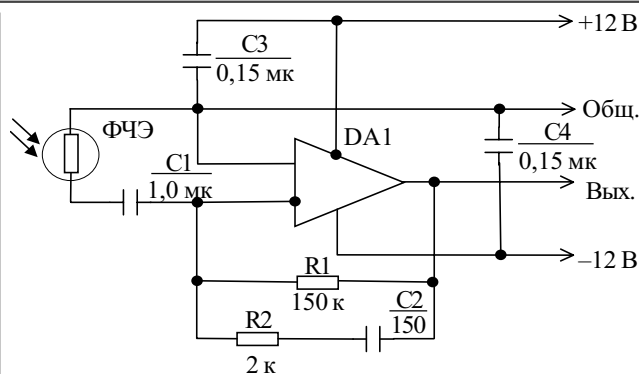 +12 В
C3
0,15 мк
Общ.
ФЧЭ
DA1
C4
0,15 мк
C1
1,0 мк
Вых.
–12 В
R1
150 к
C2
150
R2
2 к